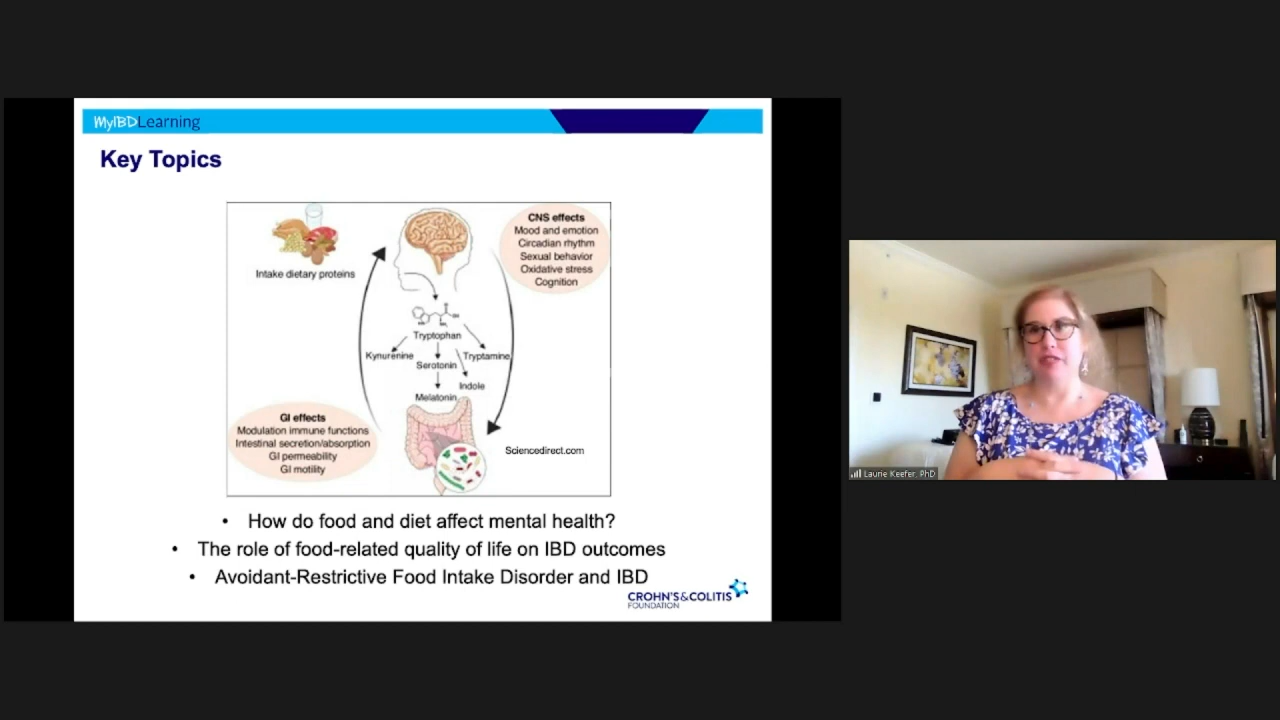 MyIBDLearning
Key Topics
Intake dietary proteins
CNS effects
Mood and emotion
Circadian rhythm
Sexual behavior
Oxidative stress
Cognition
Tryptophan
Kynurenine
Serotonin
Tryptamine
Indole
Melatonin
GI effects
Modulation immune functions
Intestinal secretion/absorption
GI permeability
GI motility
Sciencedirect.com
• How do food and diet affect mental health?
• The role of food-related quality of life on IBD outcomes
• Avoidant-Restrictive Food Intake Disorder and IBD
CROHN'S&COLITIS
FOUNDATION
Laurie Keefer, PhD